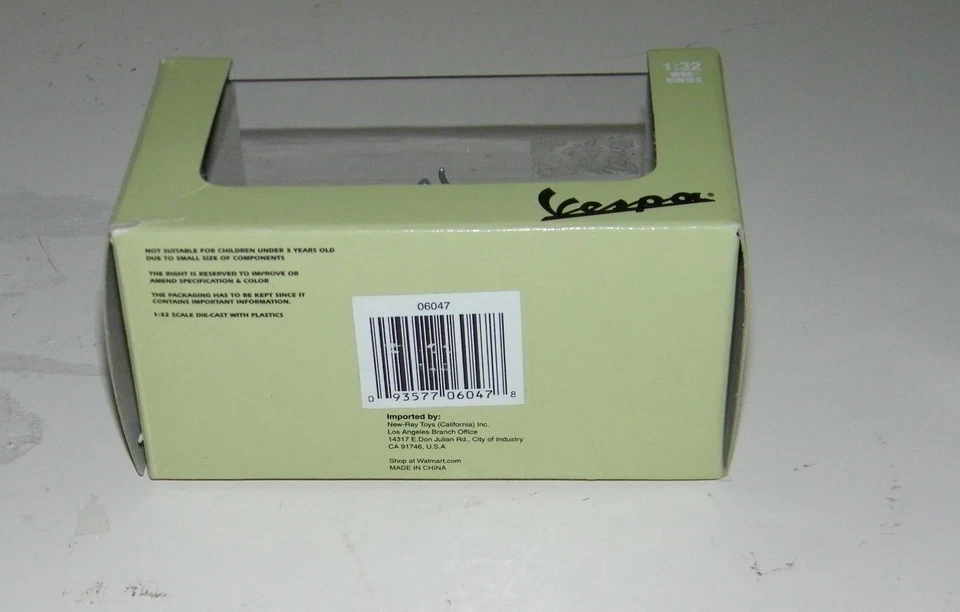 1:32
DIE-
CAST
Vespa
NOT SUITABLE FOR CHILDREN UNDER 3 YEARS OLD
DUE TO SMALL SIZE OF COMPONENTS
THE RIGHT IS RESERVED TO IMPROVE OR
AMEND SPECIFICATION & COLOR
THE PACKAGING HAS TO BE KEPT SINCE IT
CONTAINS IMPORTANT INFORMATION.
1:32 SCALE DIE-CAST WITH PLASTICS
06047
0 93577 06047 8
Imported by:
New-Ray Toys (California) Inc.
Los Angeles Branch Office
14317 E.Don Julian Rd., City of Industry
CA 91746, U.S.A
Shop at Walmart.com
MADE IN CHINA